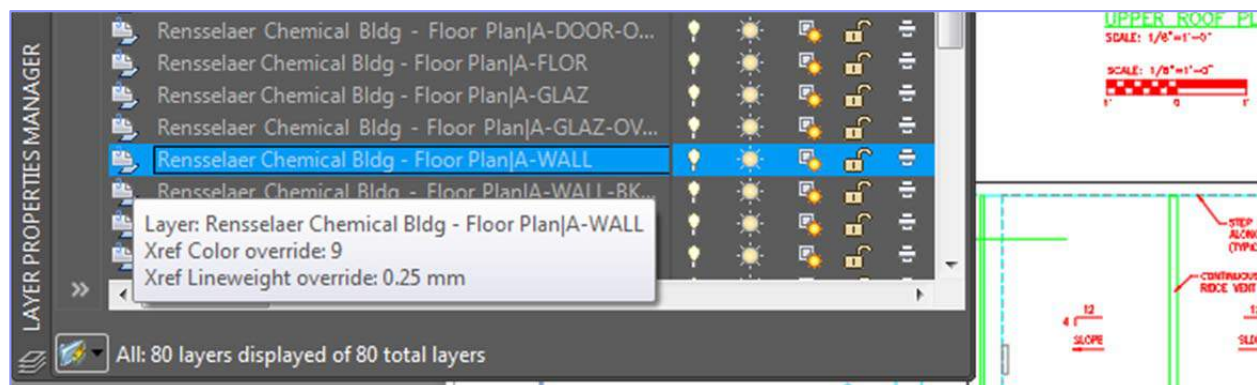 LAYER PROPERTIES MANAGER
Rensselaer Chemical Bldg - Floor Plan|A-DOOR-O...
Rensselaer Chemical Bldg - Floor Plan|A-FLOR
Rensselaer Chemical Bldg - Floor Plan|A-GLAZ
Rensselaer Chemical Bldg - Floor Plan|A-GLAZ-OV...
Rensselaer Chemical Bldg - Floor Plan|A-WALL
Rensselaer Chemical Bldg - Floor Plan|A-WALL-BK...
Layer: Rensselaer Chemical Bldg - Floor Plan|A-WALL
Xref Color override: 9
Xref Lineweight override: 0.25 mm
All: 80 layers displayed of 80 total layers
UPPER ROOF PL
SCALE: 1/8"=1'-0"
SCALE: 1/8"=1'-0"
STEP
ALONG
(TYPIC
CONTINUOUS
RIDGE VENT
12
4
SLOPE